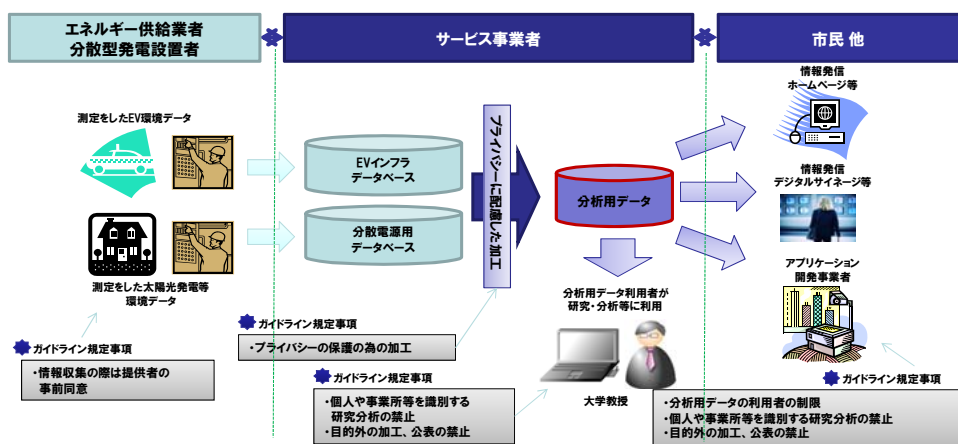 エネルギー供給業者
分散型発電設置者
サービス事業者
市民 他
測定をしたEV環境データ
測定をした太陽光発電等
環境データ
ガイドライン規定事項
・情報収集の際は提供者の
事前同意
EVインフラ
データベース
分散電源用
データベース
プライバシーに配慮した加工
ガイドライン規定事項
・プライバシーの保護の為の加工
分析用データ
分析用データ利用者が
研究・分析等に利用
大学教授
ガイドライン規定事項
・個人や事業所等を識別する
研究分析の禁止
・目的外の加工、公表の禁止
情報発信
ホームページ等
情報発信
デジタルサイネージ等
アプリケーション
開発事業者
ガイドライン規定事項
・分析用データの利用者の制限
・個人や事業所等を識別する研究分析の禁止
・目的外の加工、公表の禁止